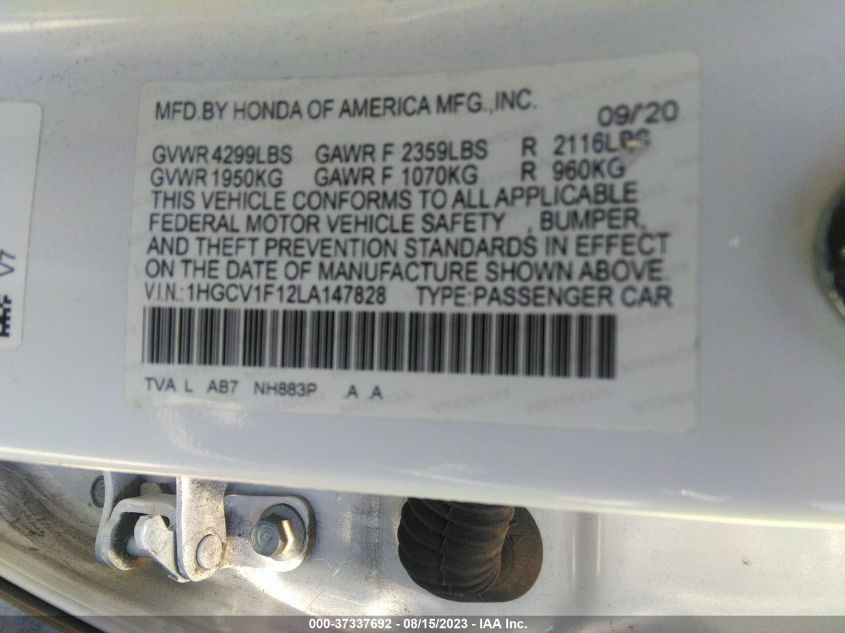 MFD.BY HONDA OF AMERICA MFG.,INC. 09/'20
GVWR 4299LBS GAWR F 2359LBS R 2116LBS
GVWR 1950KG GAWR F 1070KG R 960KG
THIS VEHICLE CONFORMS TO ALL APPLICABLE
FEDERAL MOTOR VEHICLE SAFETY , BUMPER,
AND THEFT PREVENTION STANDARDS IN EFFECT
ON THE DATE OF MANUFACTURE SHOWN ABOVE.
V.I.N.:1HGCV1F12LA147828 TYPE:PASSENGER CAR
TVA L AB7 NH883P .A .A
V7
000-37337692 - 08/15/2023 - IAA Inc.